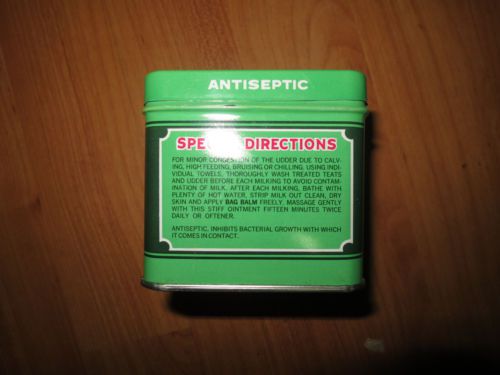 ANTISEPTIC
DIRECTIONS
FOR MINOR CONGESTION OF THE UDDER DUE TO CALV-
ING, HIGH FEEDING, BRUISING OR CHILLING, USING INDI-
VIDUAL TOWELS, THOROUGHLY WASH TREATED TEATS
AND UDDER BEFORE EACH MILKING TO AVOID CONTAM-
INATION OF MILK. AFTER EACH MILKING, BATHE WITH
PLENTY OF HOT WATER, STRIP MILK OUT CLEAN, DRY
SKIN AND APPLY BAG BALM FREELY. MASSAGE GENTLY
WITH THIS STIFF OINTMENT FIFTEEN MINUTES TWICE
DAILY OR OFTENER.
ANTISEPTIC, INHIBITS BACTERIAL GROWTH WITH WHICH
IT COMES IN CONTACT.